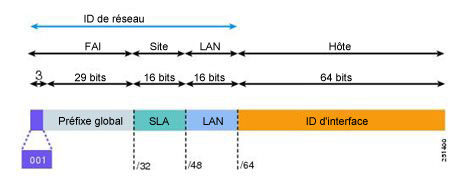 ID de réseau
FAI Site LAN Hôte
3 29 bits 16 bits 16 bits 64 bits
Préfixe global SLA LAN ID d'interface
001 /32 /48 /64
251400